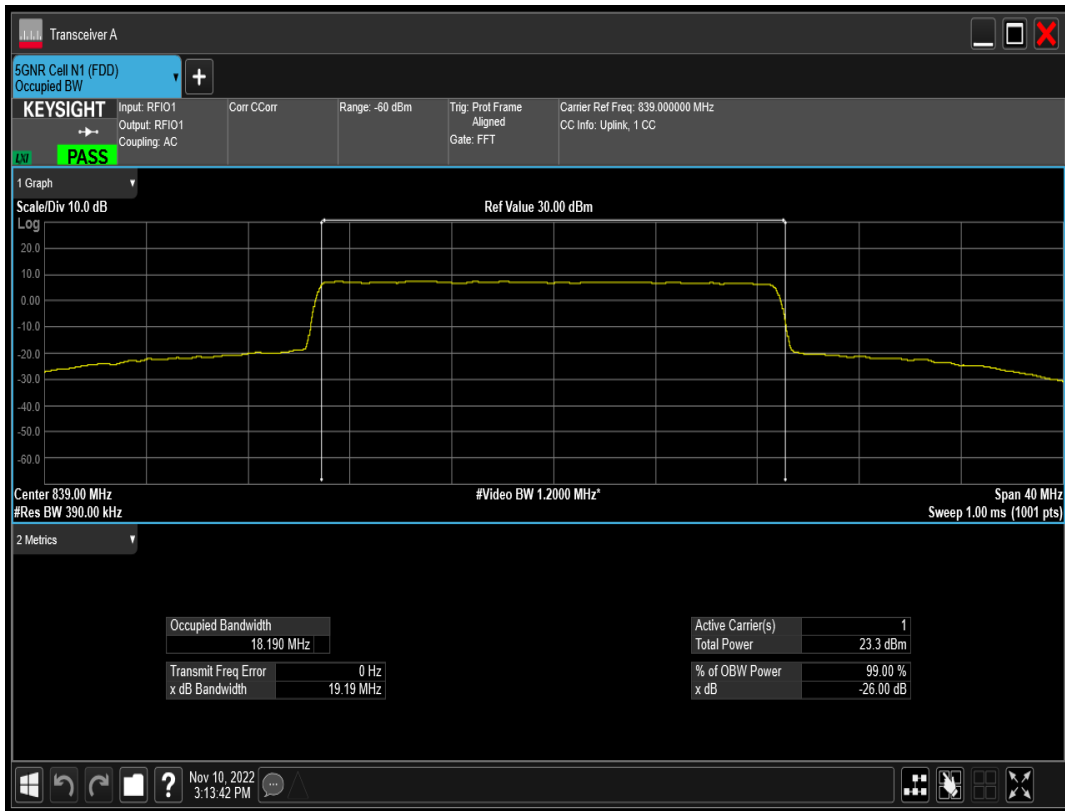 Transceiver A
5GNR Cell N1 (FDD)
Occupied BW
KEYSIGHT
LXI
PASS
Input: RFIO1
Output: RFIO1
Coupling: AC
Corr CCorr
Range: -60 dBm
Trig: Prot Frame
Aligned
Gate: FFT
Carrier Ref Freq: 839.000000 MHz
CC Info: Uplink, 1 CC
1 Graph
Scale/Div 10.0 dB
Ref Value 30.00 dBm
Log
20.0
10.0
0.00
-10.0
-20.0
-30.0
-40.0
-50.0
-60.0
Center 839.00 MHz
#Video BW 1.2000 MHz*
Span 40 MHz
#Res BW 390.00 kHz
Sweep 1.00 ms (1001 pts)
2 Metrics
Occupied Bandwidth
18.190 MHz
Transmit Freq Error 0 Hz
x dB Bandwidth 19.19 MHz
Active Carrier(s) 1
Total Power 23.3 dBm
% of OBW Power 99.00 %
x dB -26.00 dB
Nov 10, 2022
3:13:42 PM